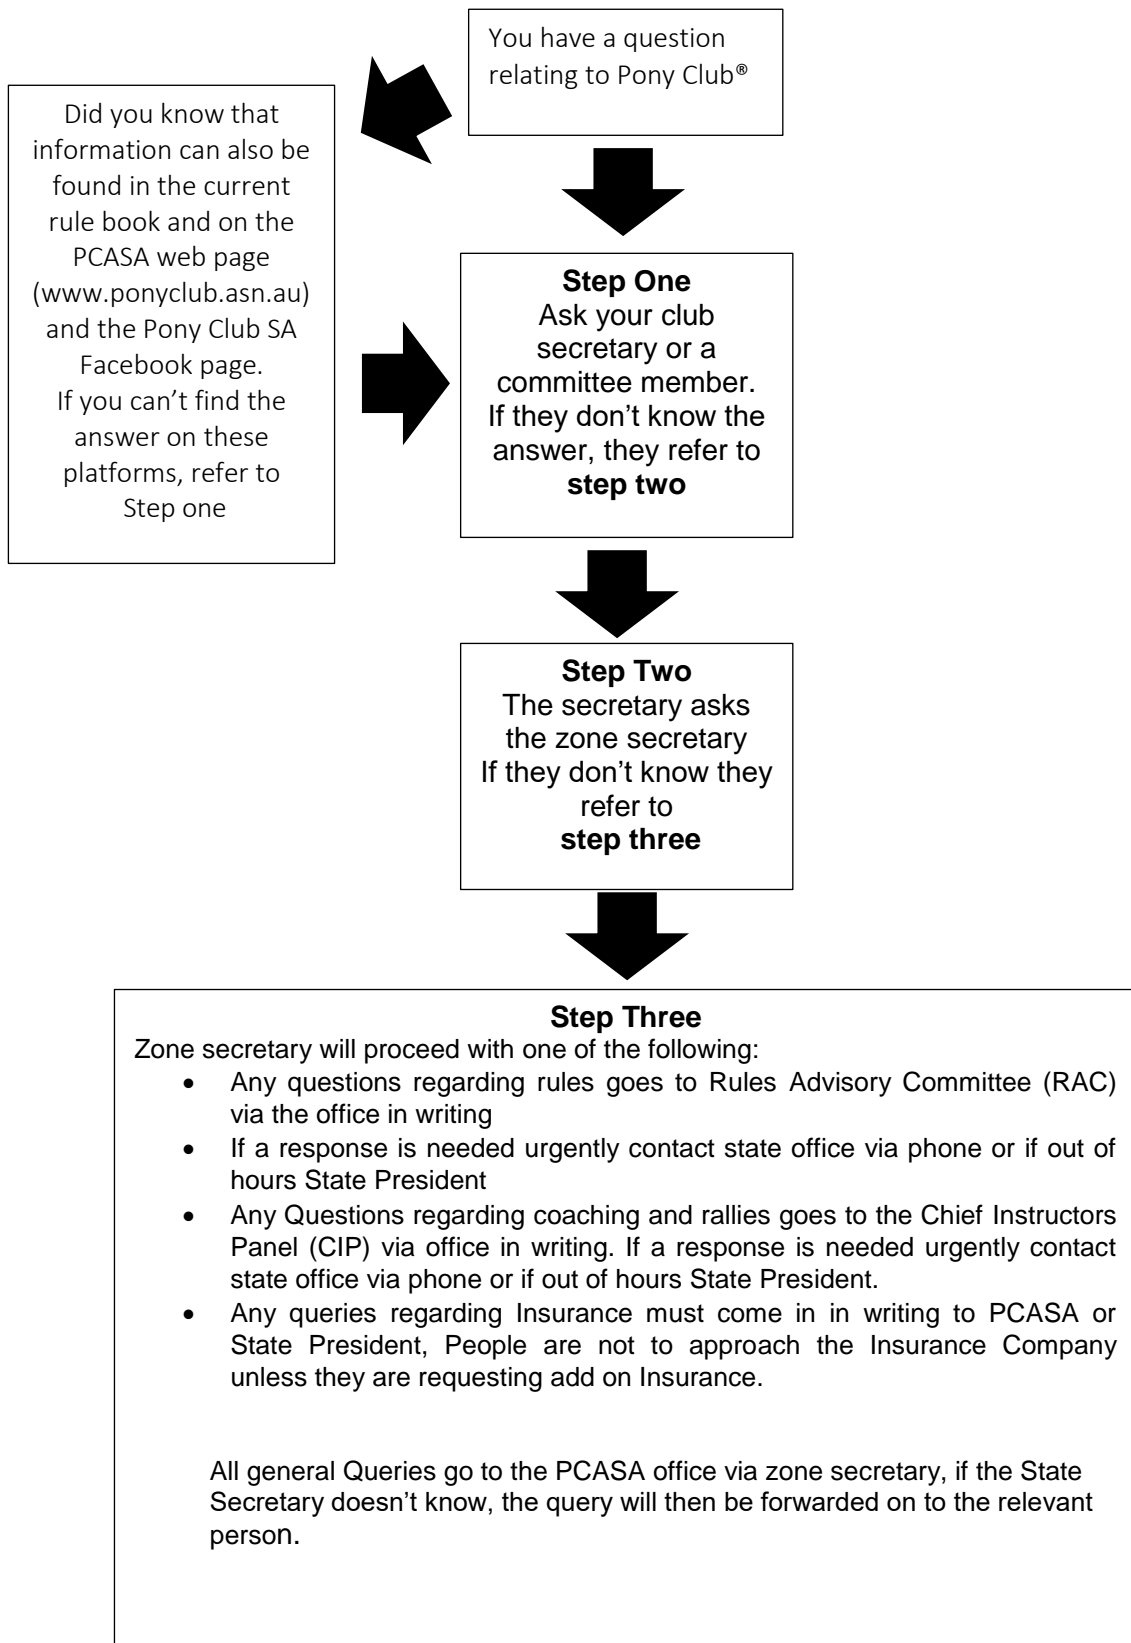 You have a question
relating to Pony Club®
Did you know that
information can also be
found in the current
rule book and on the
PCASA web page
(www.ponyclub.asn.au)
and the Pony Club SA
Facebook page.
If you can’t find the
answer on these
platforms, refer to
Step one
Step One
Ask your club
secretary or a
committee member.
If they don’t know the
answer, they refer to
step two
Step Two
The secretary asks
the zone secretary
If they don’t know they
refer to
step three
Step Three
Zone secretary will proceed with one of the following:
• Any questions regarding rules goes to Rules Advisory Committee (RAC)
via the office in writing
• If a response is needed urgently contact state office via phone or if out of
hours State President
• Any Questions regarding coaching and rallies goes to the Chief Instructors
Panel (CIP) via office in writing. If a response is needed urgently contact
state office via phone or if out of hours State President.
• Any queries regarding Insurance must come in in writing to PCASA or
State President, People are not to approach the Insurance Company
unless they are requesting add on Insurance.
All general Queries go to the PCASA office via zone secretary, if the State
Secretary doesn’t know, the query will then be forwarded on to the relevant
person.